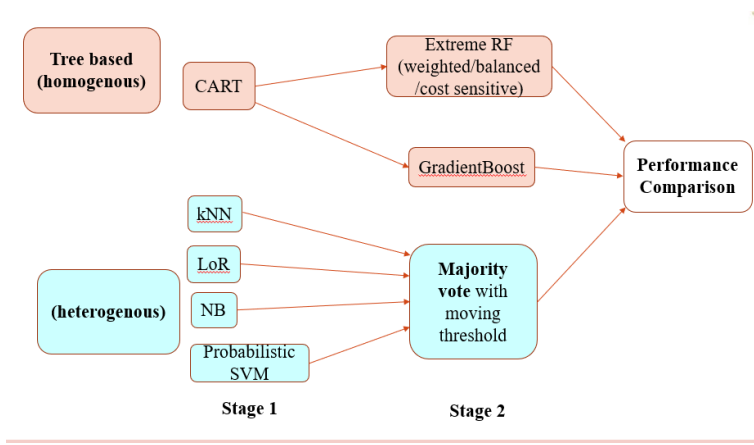 Tree based
(homogenous)
CART
Extreme RF
(weighted/balanced
/cost sensitive)
GradientBoost
Performance
Comparison
kNN
LoR
(heterogenous)
NB
Probabilistic
SVM
Majority
vote with
moving
threshold
Stage 1
Stage 2